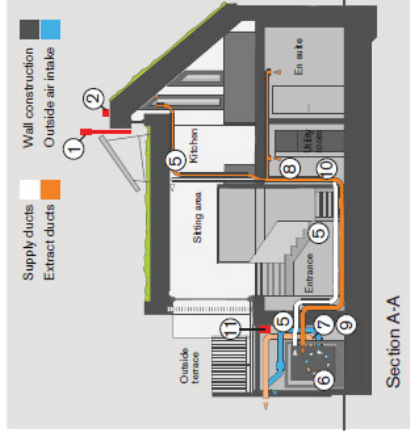 Supply ducts
Extract ducts
Wall construction
Outside air intake
1
2
5
Kitchen
En suite
Sitting area
8
Utility
room
10
Outside
terrace
11
Entrance
5
5
7
9
6
Section A-A